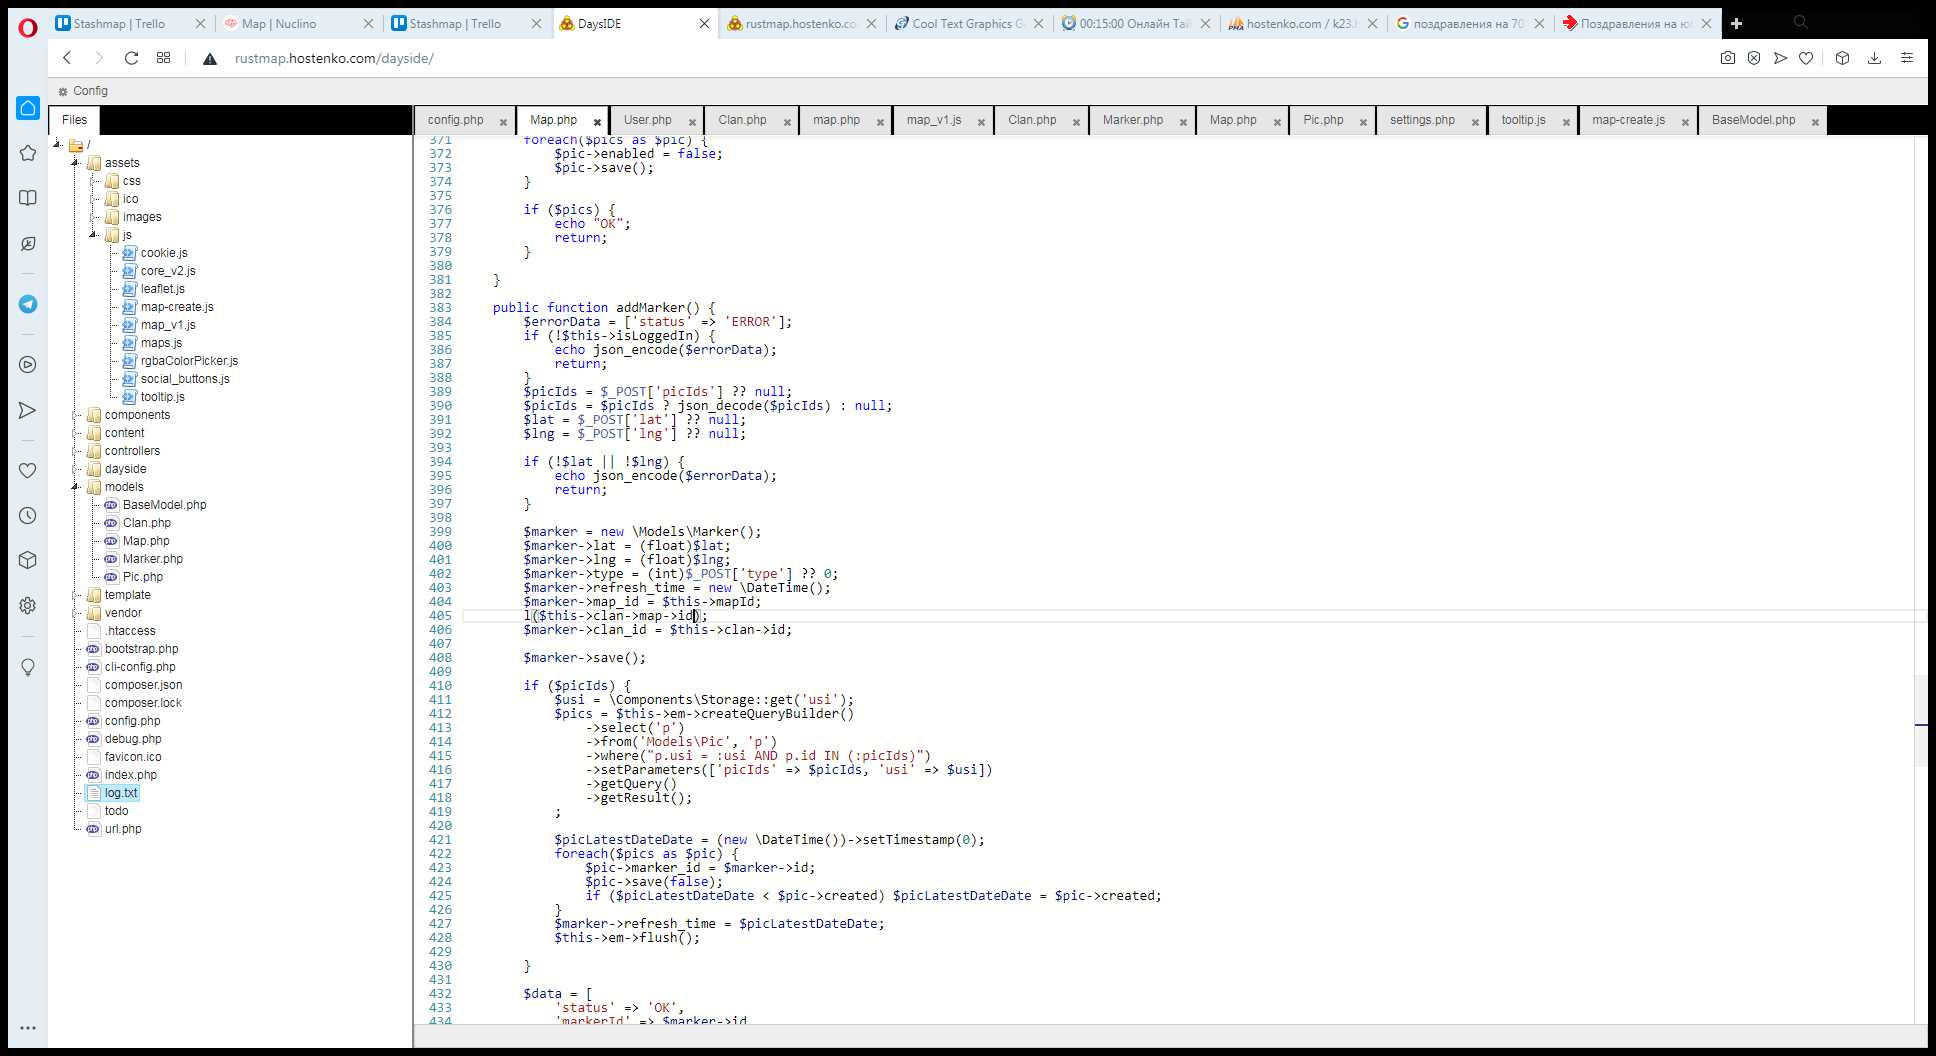 Stashmap | Trello
Map | Nuclino
Stashmap | Trello
DaysIDE
rustmap.hostenko.co
Cool Text Graphics G
00:15:00 Онлайн Тай
hostenko.com / k23.
поздравления на 70
Поздравления на ю
rustmap.hostenko.com/dayside/
Config
Files
config.php
Map.php
User.php
Clan.php
map.php
map_v1.js
Clan.php
Marker.php
Map.php
Pic.php
settings.php
tooltip.js
map-create.js
BaseModel.php
/
assets
css
ico
images
js
cookie.js
core_v2.js
leaflet.js
map-create.js
map_v1.js
maps.js
rgbaColorPicker.js
social_buttons.js
tooltip.js
components
content
controllers
dayside
models
BaseModel.php
Clan.php
Map.php
Marker.php
Pic.php
template
vendor
.htaccess
bootstrap.php
cli-config.php
composer.json
composer.lock
config.php
debug.php
favicon.ico
index.php
log.txt
todo
url.php
371 foreach($pics as $pic) {
372 $pic->enabled = false;
373 $pic->save();
374 }
375
376 if ($pics) {
377 echo "OK";
378 return;
379 }
380
381 }
382
383 public function addMarker() {
384 $errorData = ['status' => 'ERROR'];
385 if (!$this->isLoggedIn) {
386 echo json_encode($errorData);
387 return;
388 }
389 $picIds = $_POST['picIds'] ?? null;
390 $picIds = $picIds ? json_decode($picIds) : null;
391 $lat = $_POST['lat'] ?? null;
392 $lng = $_POST['lng'] ?? null;
393
394 if (!$lat || !$lng) {
395 echo json_encode($errorData);
396 return;
397 }
398
399 $marker = new \Models\Marker();
400 $marker->lat = (float)$lat;
401 $marker->lng = (float)$lng;
402 $marker->type = (int)$_POST['type'] ?? 0;
403 $marker->refresh_time = new \DateTime();
404 $marker->map_id = $this->mapId;
405 l($this->clan->map->id);
406 $marker->clan_id = $this->clan->id;
407
408 $marker->save();
409
410 if ($picIds) {
411 $usi = \Components\Storage::get('usi');
412 $pics = $this->em->createQueryBuilder()
413 ->select('p')
414 ->from('Models\Pic', 'p')
415 ->where("p.usi = :usi AND p.id IN (:picIds)")
416 ->setParameters(['picIds' => $picIds, 'usi' => $usi])
417 ->getQuery()
418 ->getResult();
419 ;
420
421 $picLatestDateDate = (new \DateTime())->setTimestamp(0);
422 foreach($pics as $pic) {
423 $pic->marker_id = $marker->id;
424 $pic->save(false);
425 if ($picLatestDateDate < $pic->created) $picLatestDateDate = $pic->created;
426 }
427 $marker->refresh_time = $picLatestDateDate;
428 $this->em->flush();
429
430 }
431
432 $data = [
433 'status' => 'OK',
434 'markerId' => $marker->id